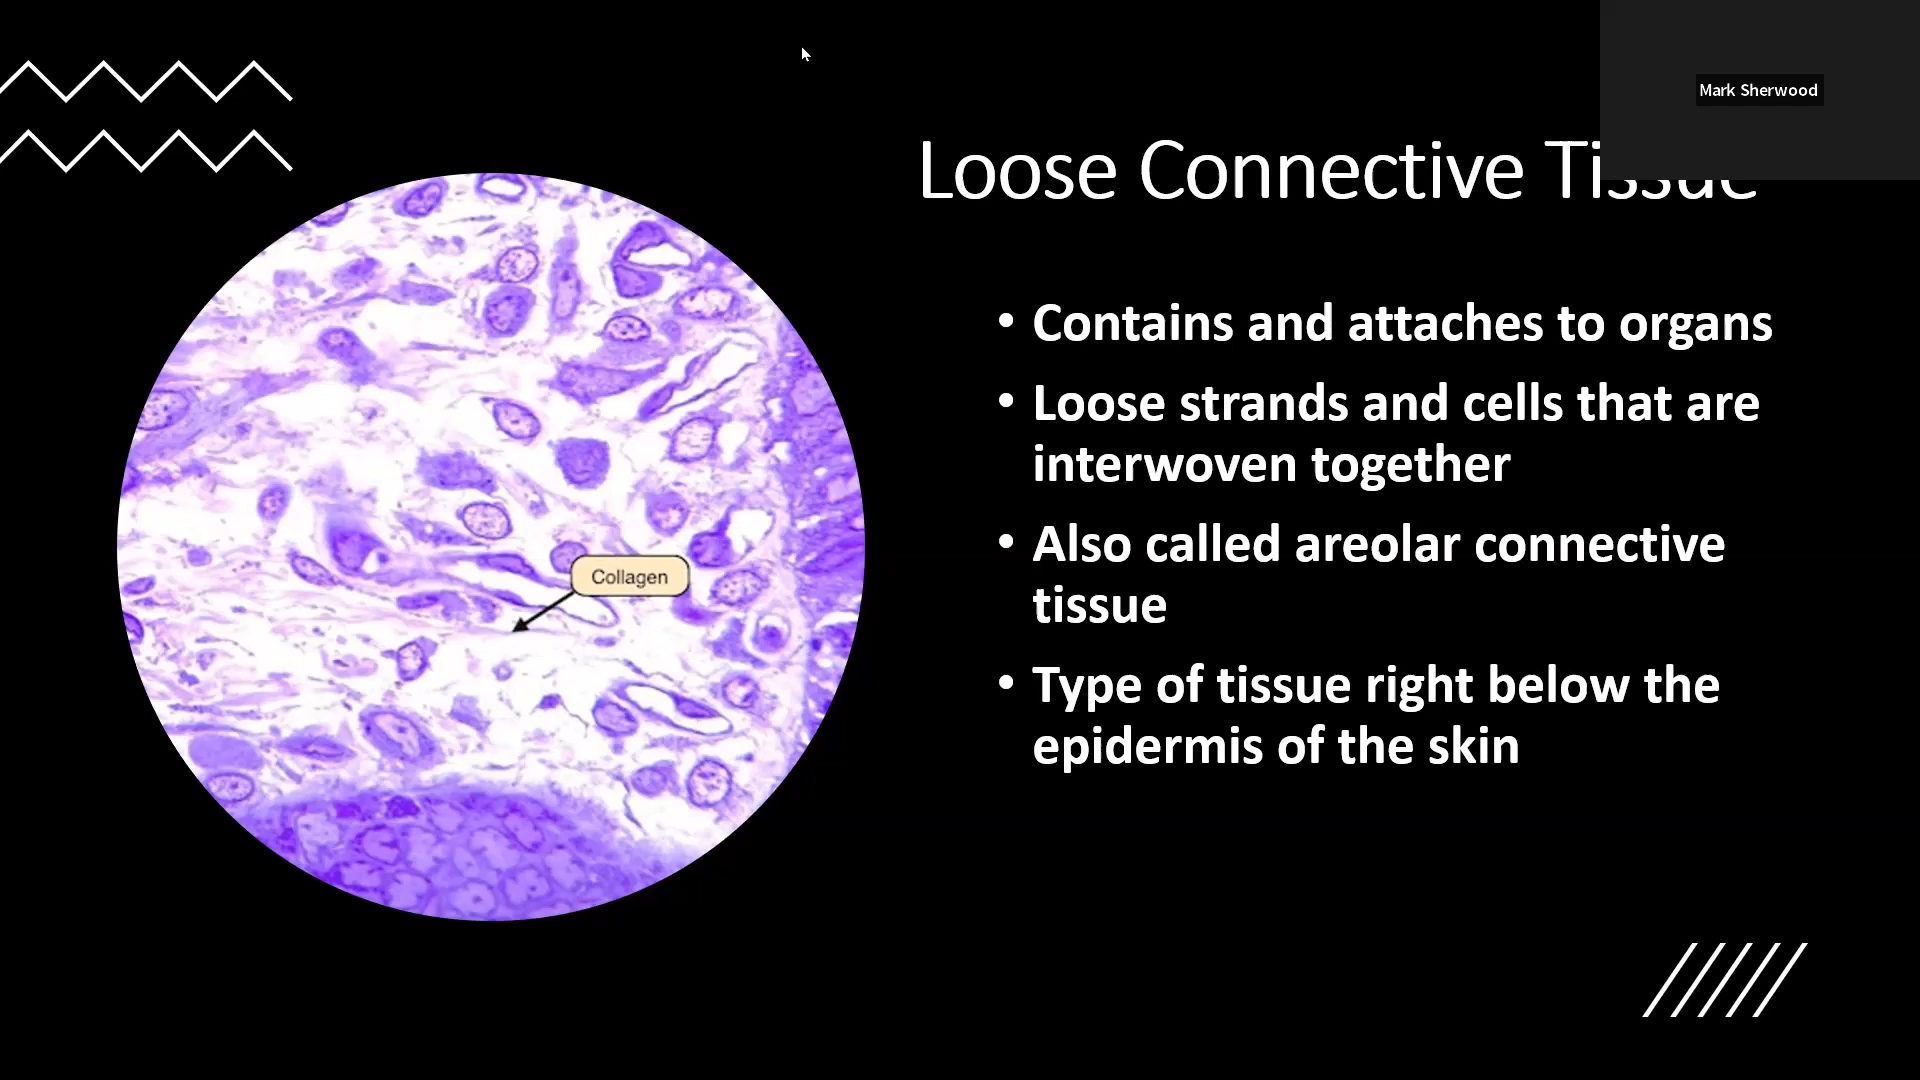 Mark Sherwood
Loose Connective Tissue
• Contains and attaches to organs
• Loose strands and cells that are
interwoven together
• Also called areolar connective
tissue
• Type of tissue right below the
epidermis of the skin
Collagen